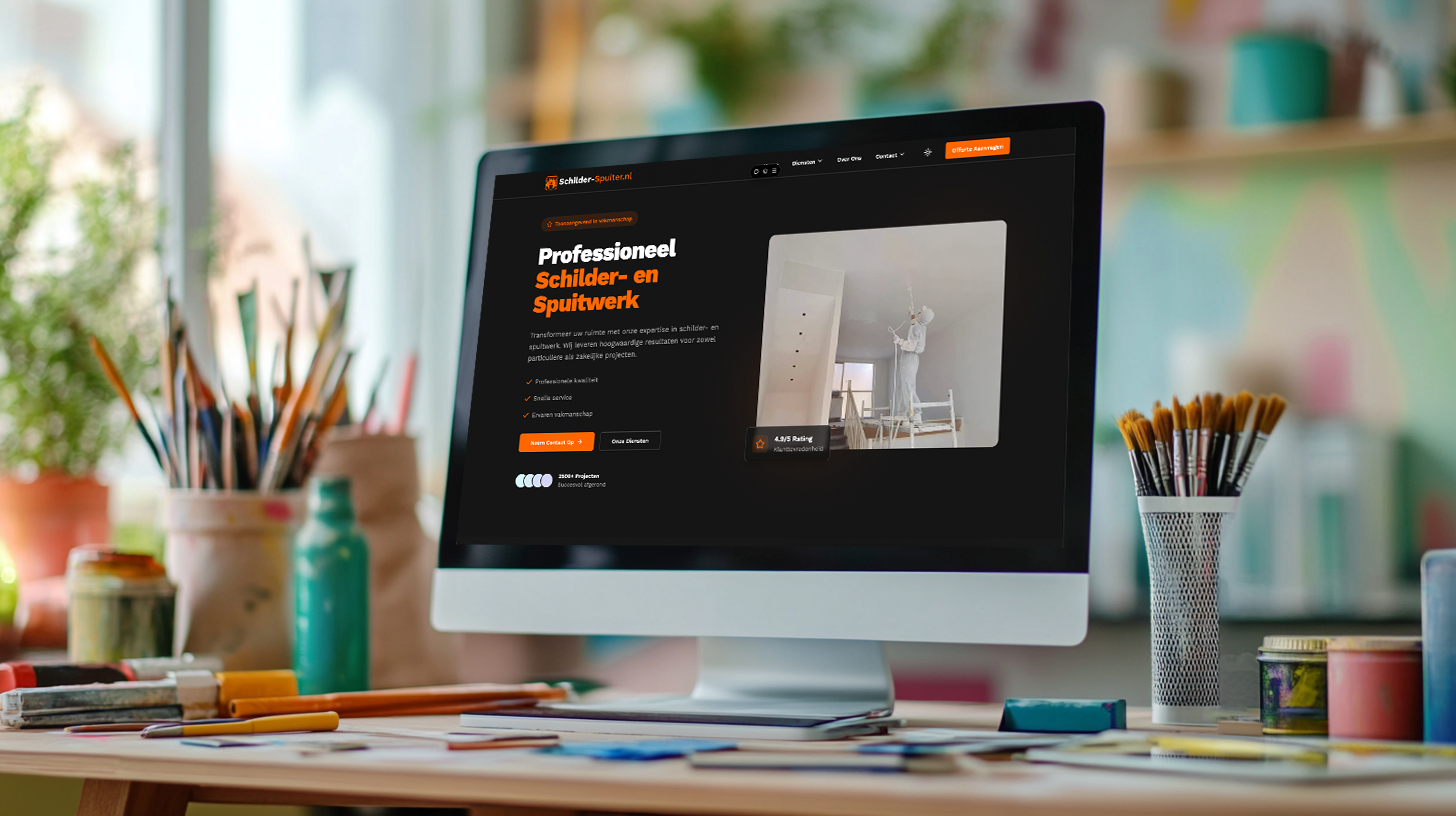 Schilder-Spuiter.nl
Diensten
Over Ons
Contact
Offerte Aanvragen
Toonaangevend in vakmanschap
Professioneel
Schilder- en
Spuitwerk
Transformeer uw ruimte met onze expertise in schilder- en
spuitwerk. Wij leveren hoogwaardige resultaten voor zowel
particuliere als zakelijke projecten.
Professionele kwaliteit
Snelle service
Ervaren vakmanschap
Neem Contact Op →
Onze Diensten
2500+ Projecten
Succesvol afgerond
4.9/5 Rating
Klanttevredenheid